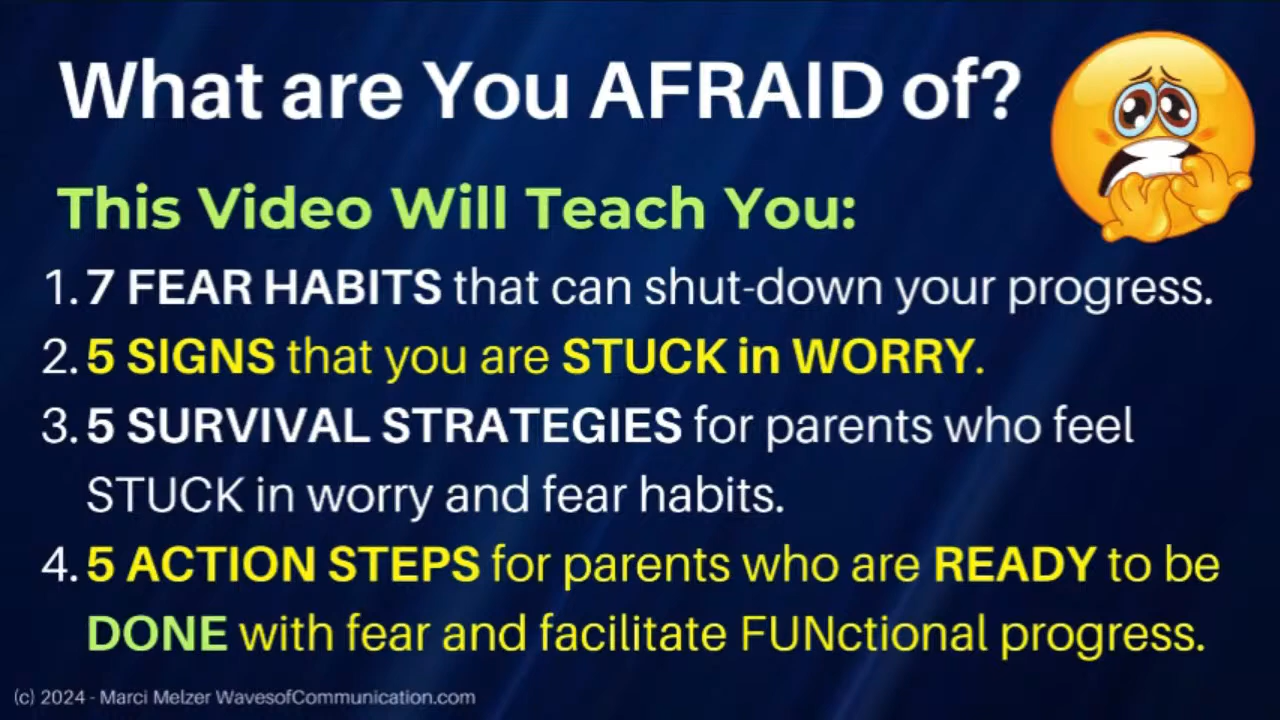 What are You AFRAID of?
This Video Will Teach You:
1. 7 FEAR HABITS that can shut-down your progress.
2. 5 SIGNS that you are STUCK in WORRY.
3. 5 SURVIVAL STRATEGIES for parents who feel
STUCK in worry and fear habits.
4. 5 ACTION STEPS for parents who are READY to be
DONE with fear and facilitate FUNctional progress.
(c) 2024 - Marci Melzer WavesofCommunication.com